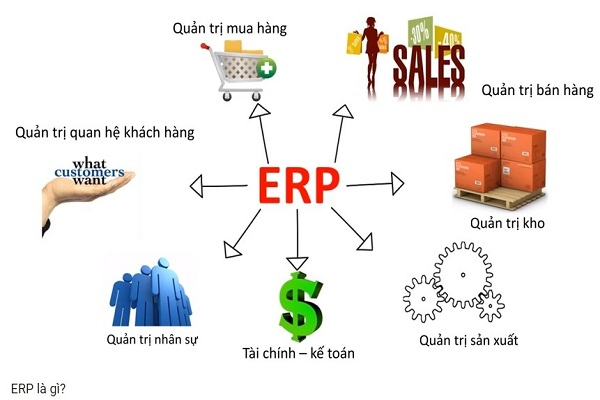 Quản trị mua hàng
-30%
SALES
Quản trị bán hàng
Quản trị quan hệ khách hàng
what
customers
want
ERP
Quản trị kho
Quản trị nhân sự
Tài chính – kế toán
Quản trị sản xuất
ERP là gì?